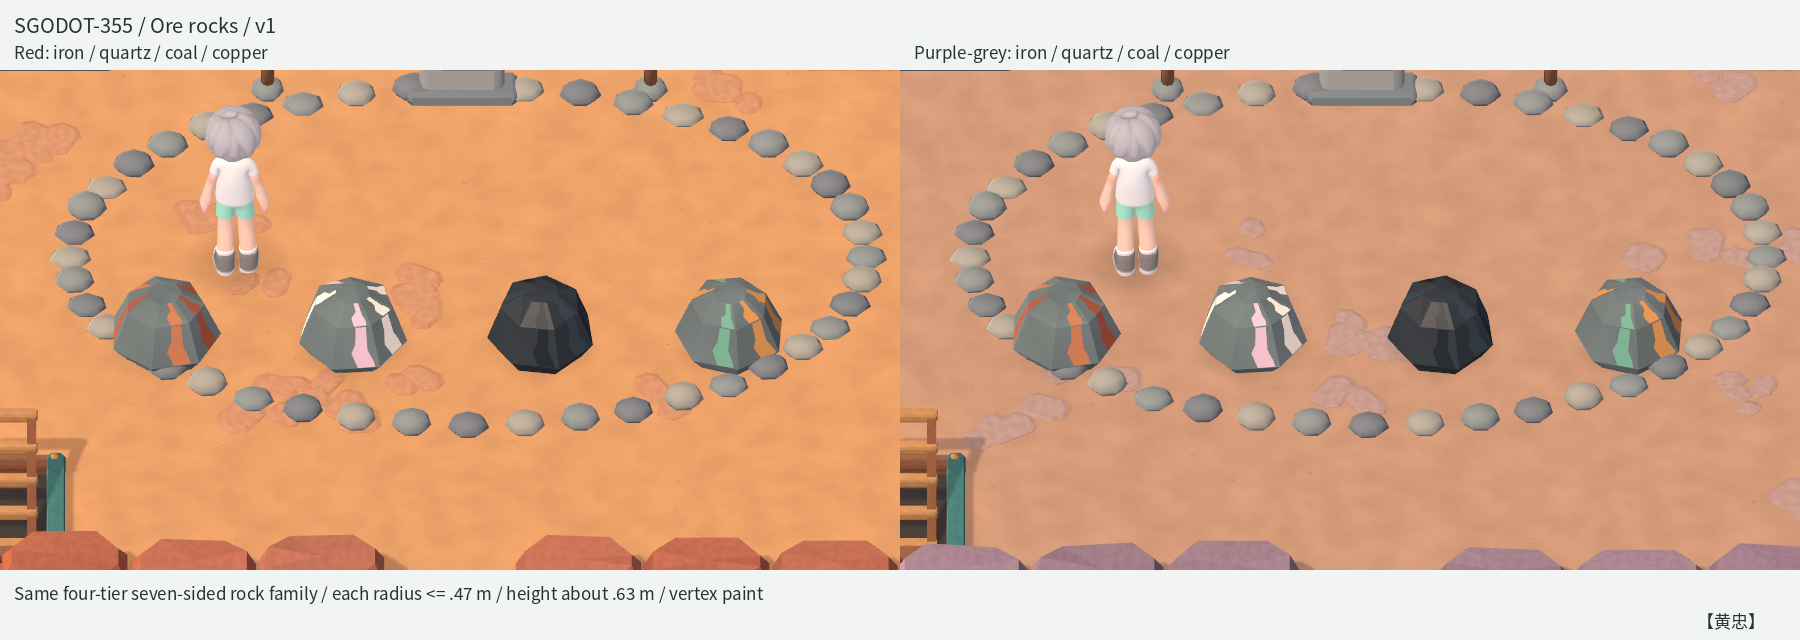 SGODOT-355 / Ore rocks / v1
Red: iron / quartz / coal / copper
Purple-grey: iron / quartz / coal / copper
Same four-tier seven-sided rock family / each radius <= .47 m / height about .63 m / vertex paint
【黄忠】